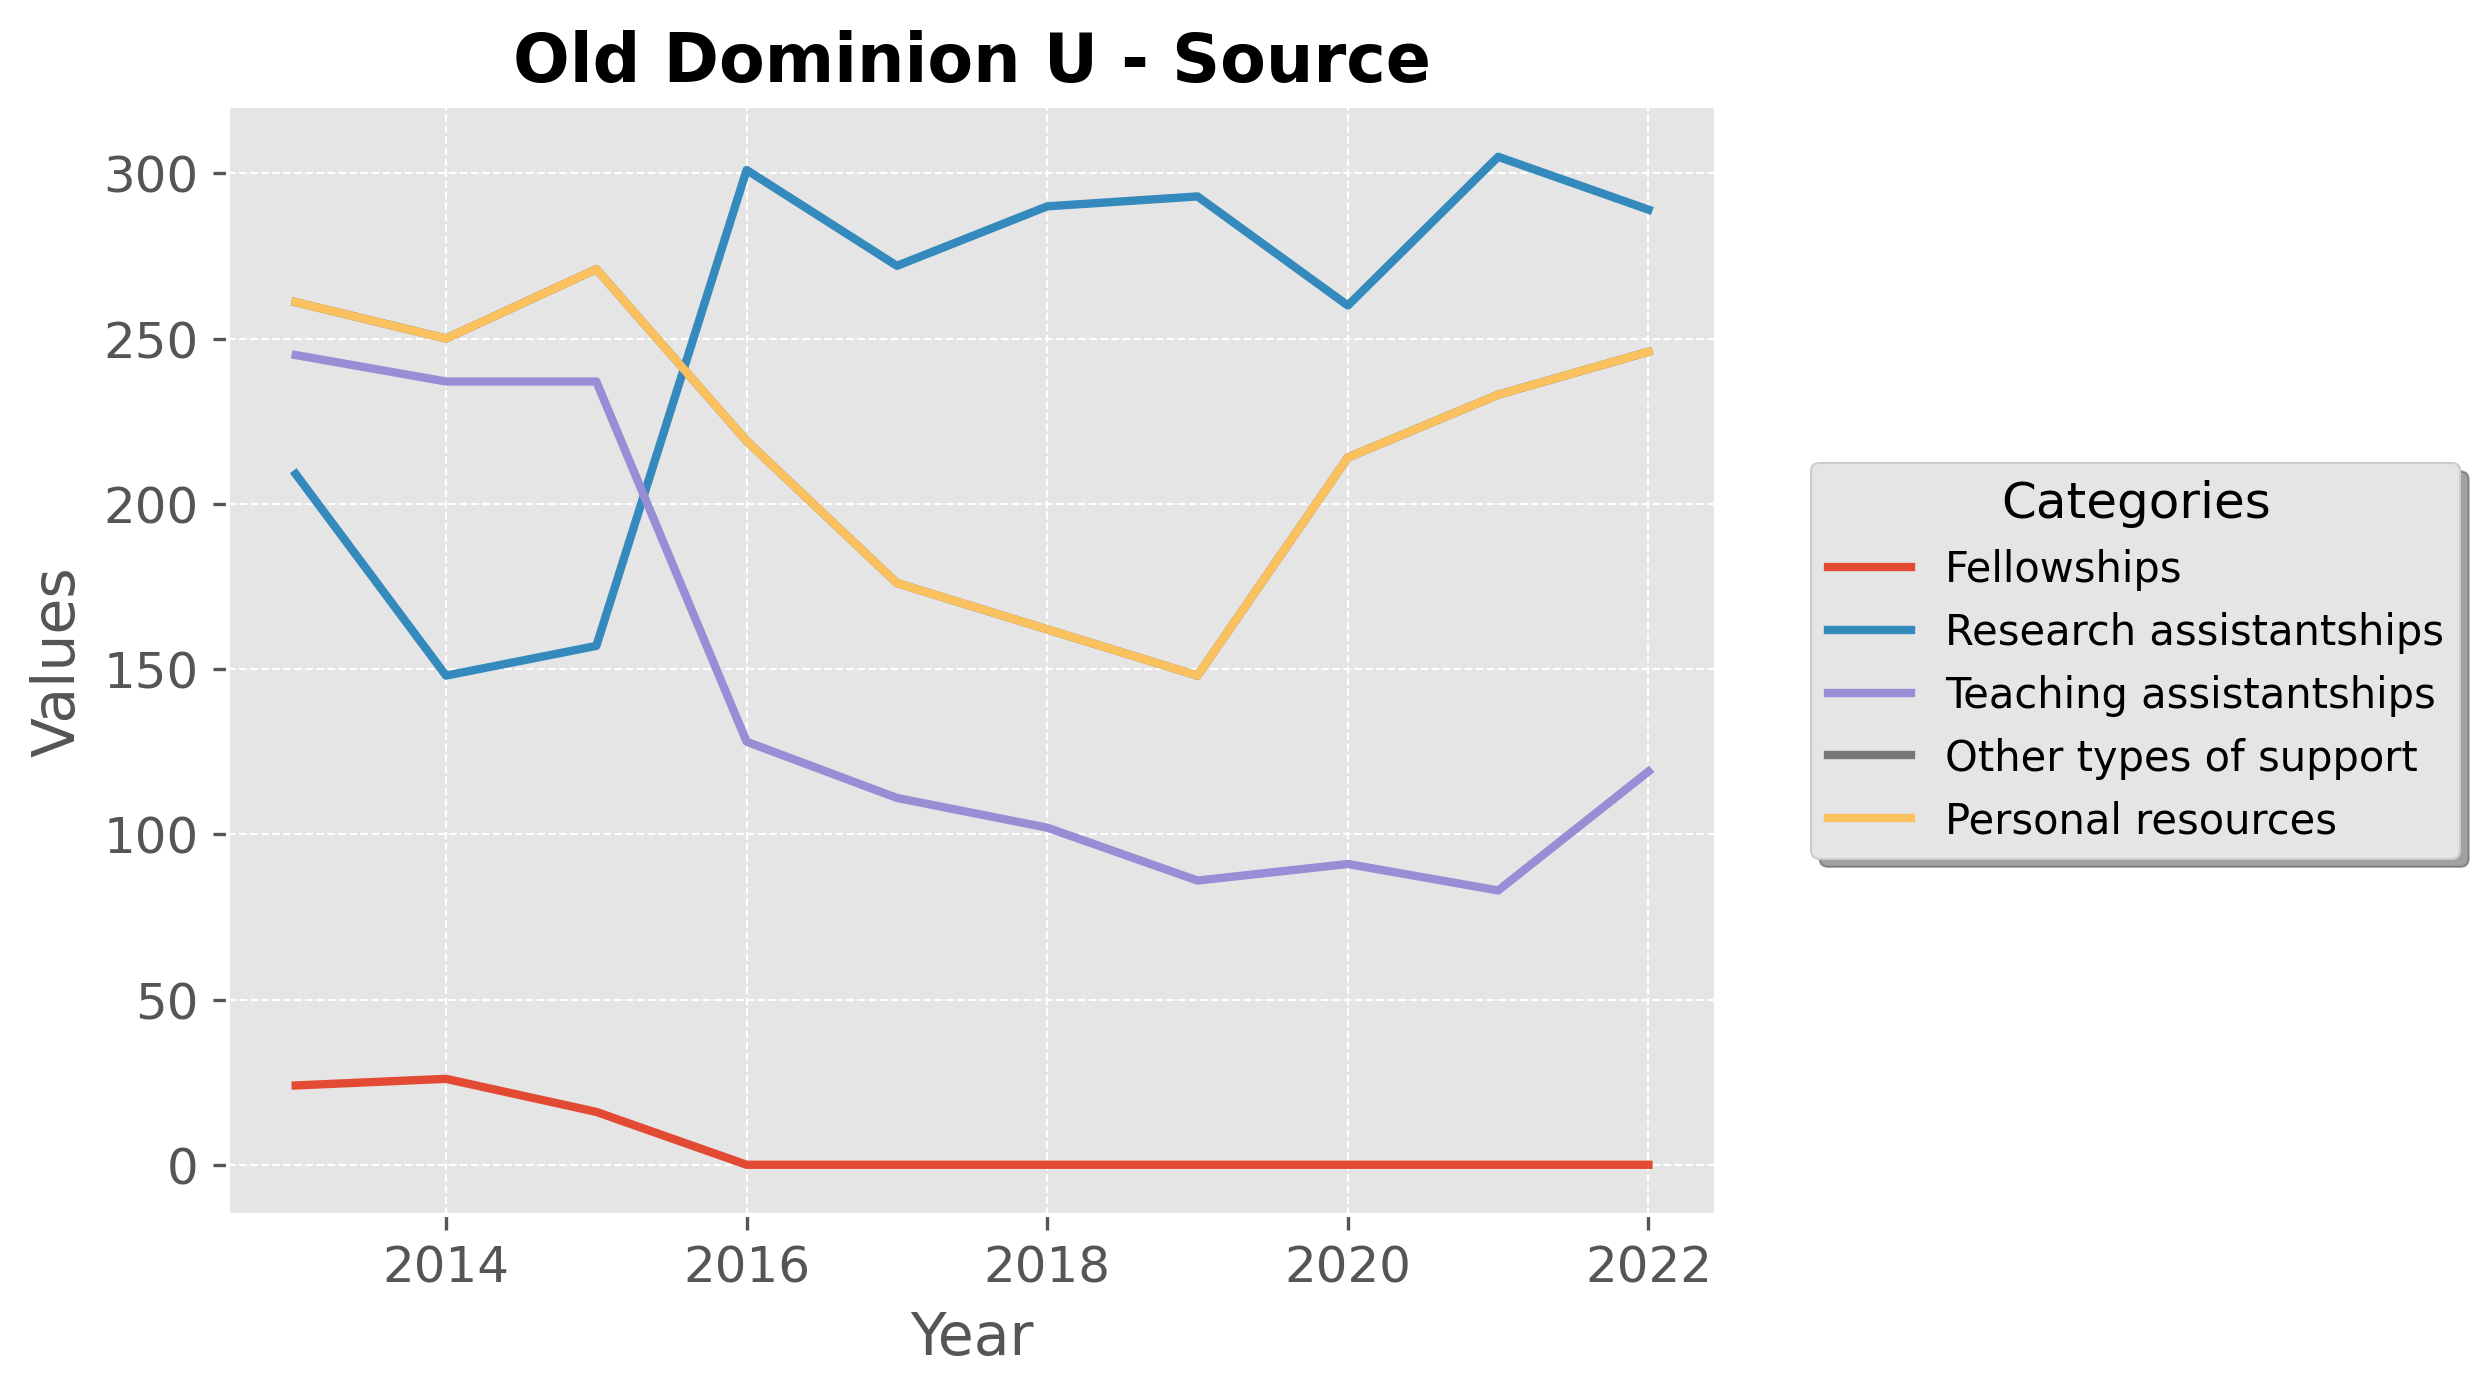 Old Dominion U - Source
300
250
200
150
100
50
0
Values
2014
2016
2018
2020
2022
Year
Categories
Fellowships
Research assistantships
Teaching assistantships
Other types of support
Personal resources